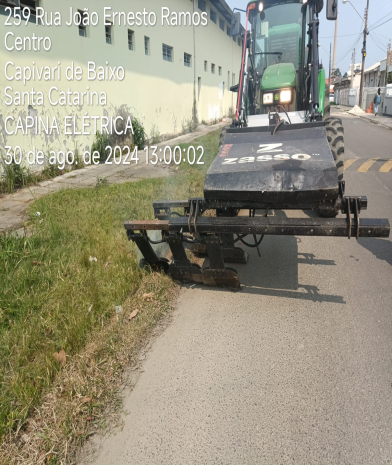 259 Rua João Ernesto Ramos
Centro
Capivari de Baixo
Santa Catarina
CAPINA ELÉTRICA
30 de ago. de 2024 13:00:02
Z
zasso